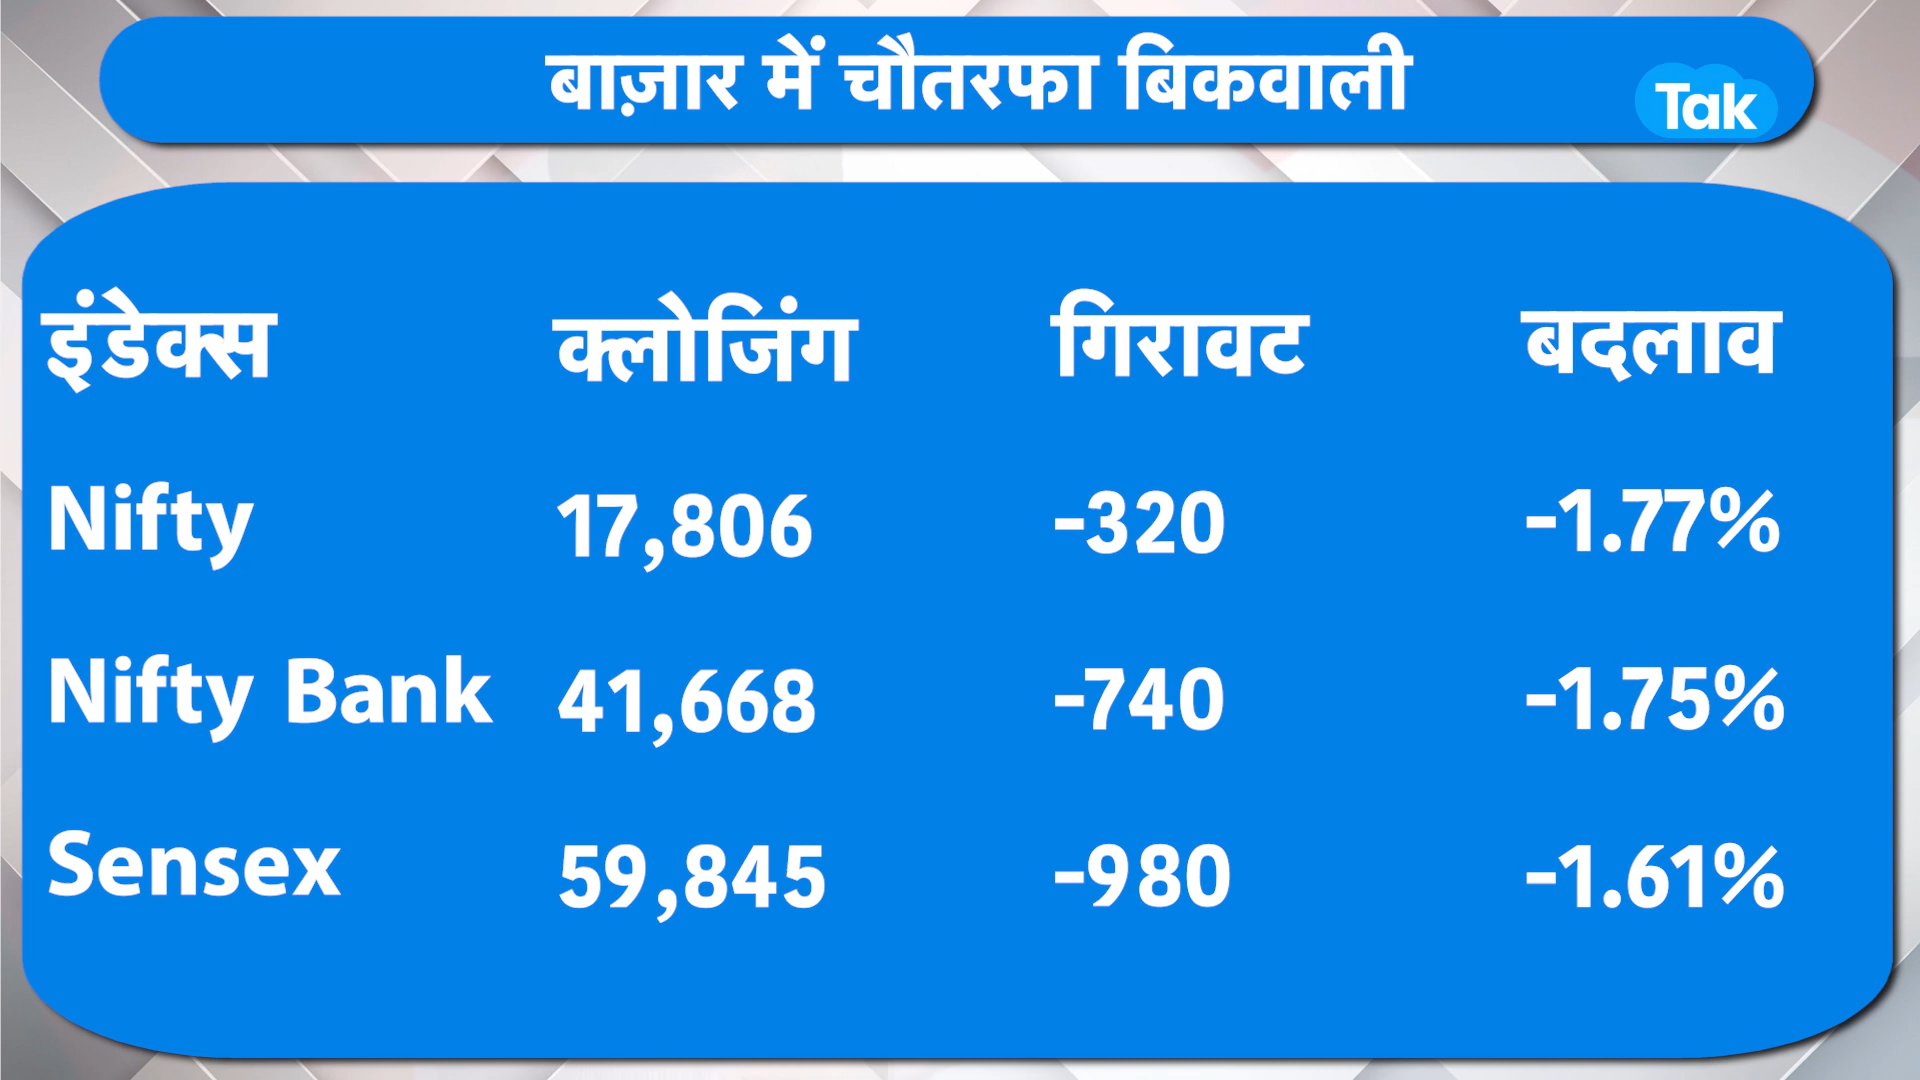 बाज़ार में चौतरफा बिकवाली
Tak
इंडेक्स क्लोजिंग गिरावट बदलाव
Nifty 17,806 -320 -1.77%
Nifty Bank 41,668 -740 -1.75%
Sensex 59,845 -980 -1.61%